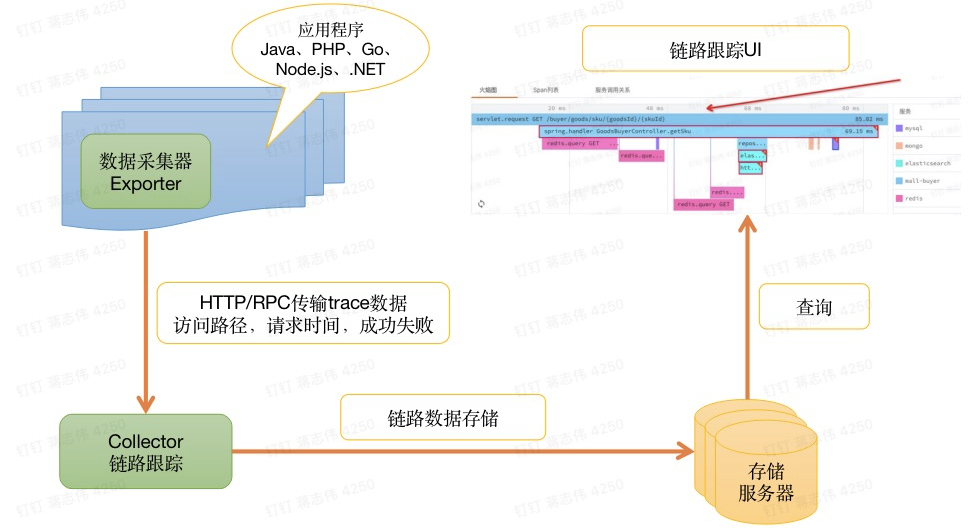 应用程序
Java、PHP、Go、
Node.js、.NET
数据采集器
Exporter
HTTP/RPC传输trace数据
访问路径，请求时间，成功失败
Collector
链路跟踪
链路数据存储
存储
服务器
查询
链路跟踪UI
火焰图 Span列表 服务调用关系
20 ms 40 ms 60 ms 80 ms
servlet.request GET /buyer/goods/sku/{goodsId}/{skuId} 85.02 ms
spring.handler GoodsBuyerController.getSku 69.15 ms
redis.query GET ... repos...
redis.que... elas...
htt...
redis....
redis.query GET
服务
mysql
mongo
elasticsearch
mall-buyer
redis
钉钉 蒋志伟 4250